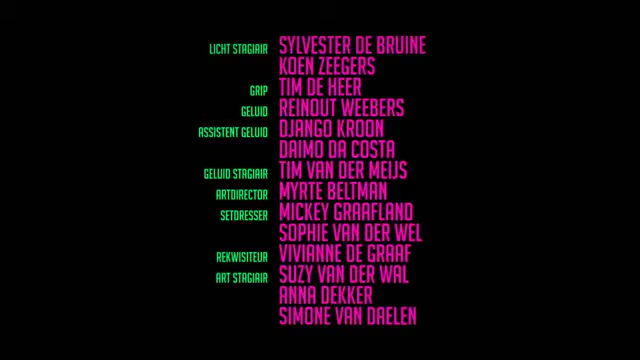 LICHT STAGIAIR SYLVESTER DE BRUINE
KOEN ZEEGERS
GRIP TIM DE HEER
GELUID REINOUT WEEBERS
ASSISTENT GELUID DJANGO KROON
DAIMO DA COSTA
GELUID STAGIAIR TIM VAN DER MEIJS
ARTDIRECTOR MYRTE BELTMAN
SETDRESSER MICKEY GRAAFLAND
SOPHIE VAN DER WEL
REKWISITEUR VIVIANNE DE GRAAF
ART STAGIAIR SUZY VAN DER WAL
ANNA DEKKER
SIMONE VAN DAELEN